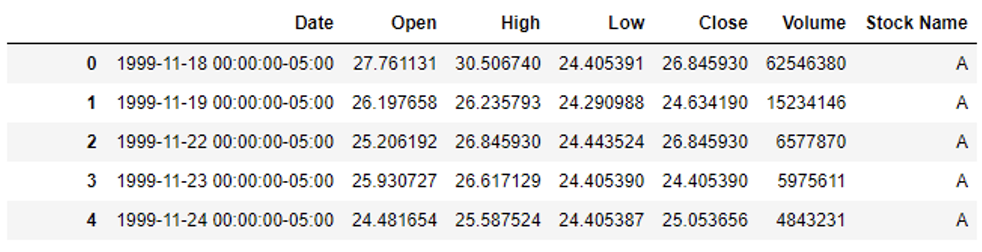 Date Open High Low Close Volume Stock Name
0 1999-11-18 00:00:00-05:00 27.761131 30.506740 24.405391 26.845930 62546380 A
1 1999-11-19 00:00:00-05:00 26.197658 26.235793 24.290988 24.634190 15234146 A
2 1999-11-22 00:00:00-05:00 25.206192 26.845930 24.443524 26.845930 6577870 A
3 1999-11-23 00:00:00-05:00 25.930727 26.617129 24.405390 24.405390 5975611 A
4 1999-11-24 00:00:00-05:00 24.481654 25.587524 24.405387 25.053656 4843231 A